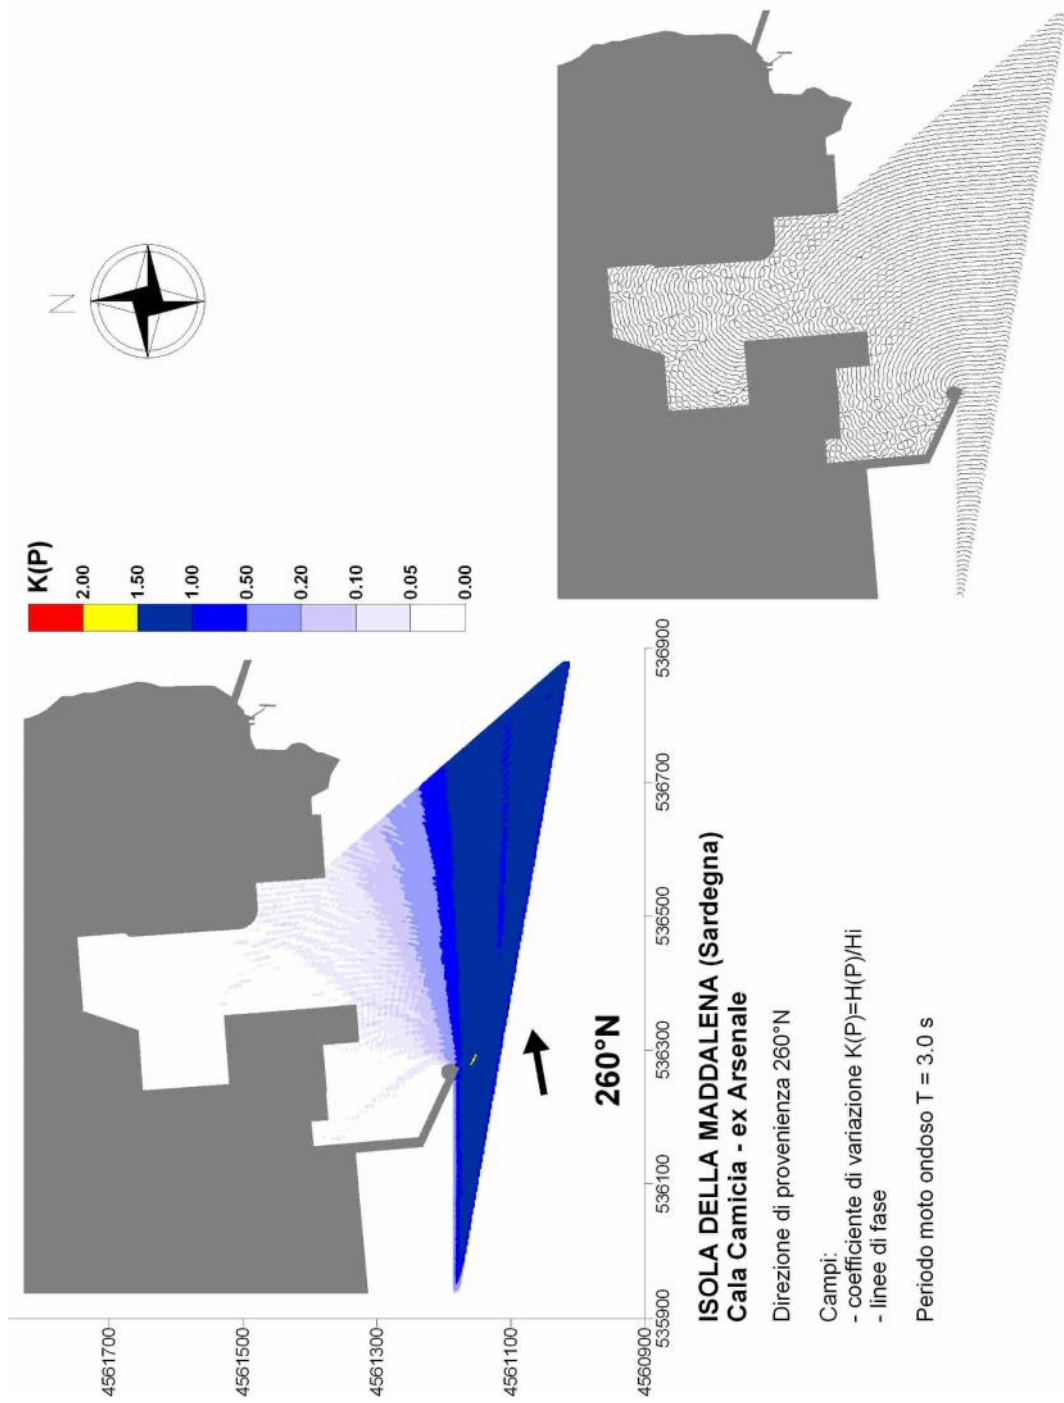 N
K(P)
2.00
1.50
1.00
0.50
0.20
0.10
0.05
0.00
4561700
4561500
4561300
4561100
4560900
535900
536100
536300
536500
536700
536900
260°N
ISOLA DELLA MADDALENA (Sardegna)
Cala Camicia - ex Arsenale
Direzione di provenienza 260°N
Campi:
- coefficiente di variazione K(P)=H(P)/Hi
- linee di fase
Periodo moto ondoso T = 3.0 s